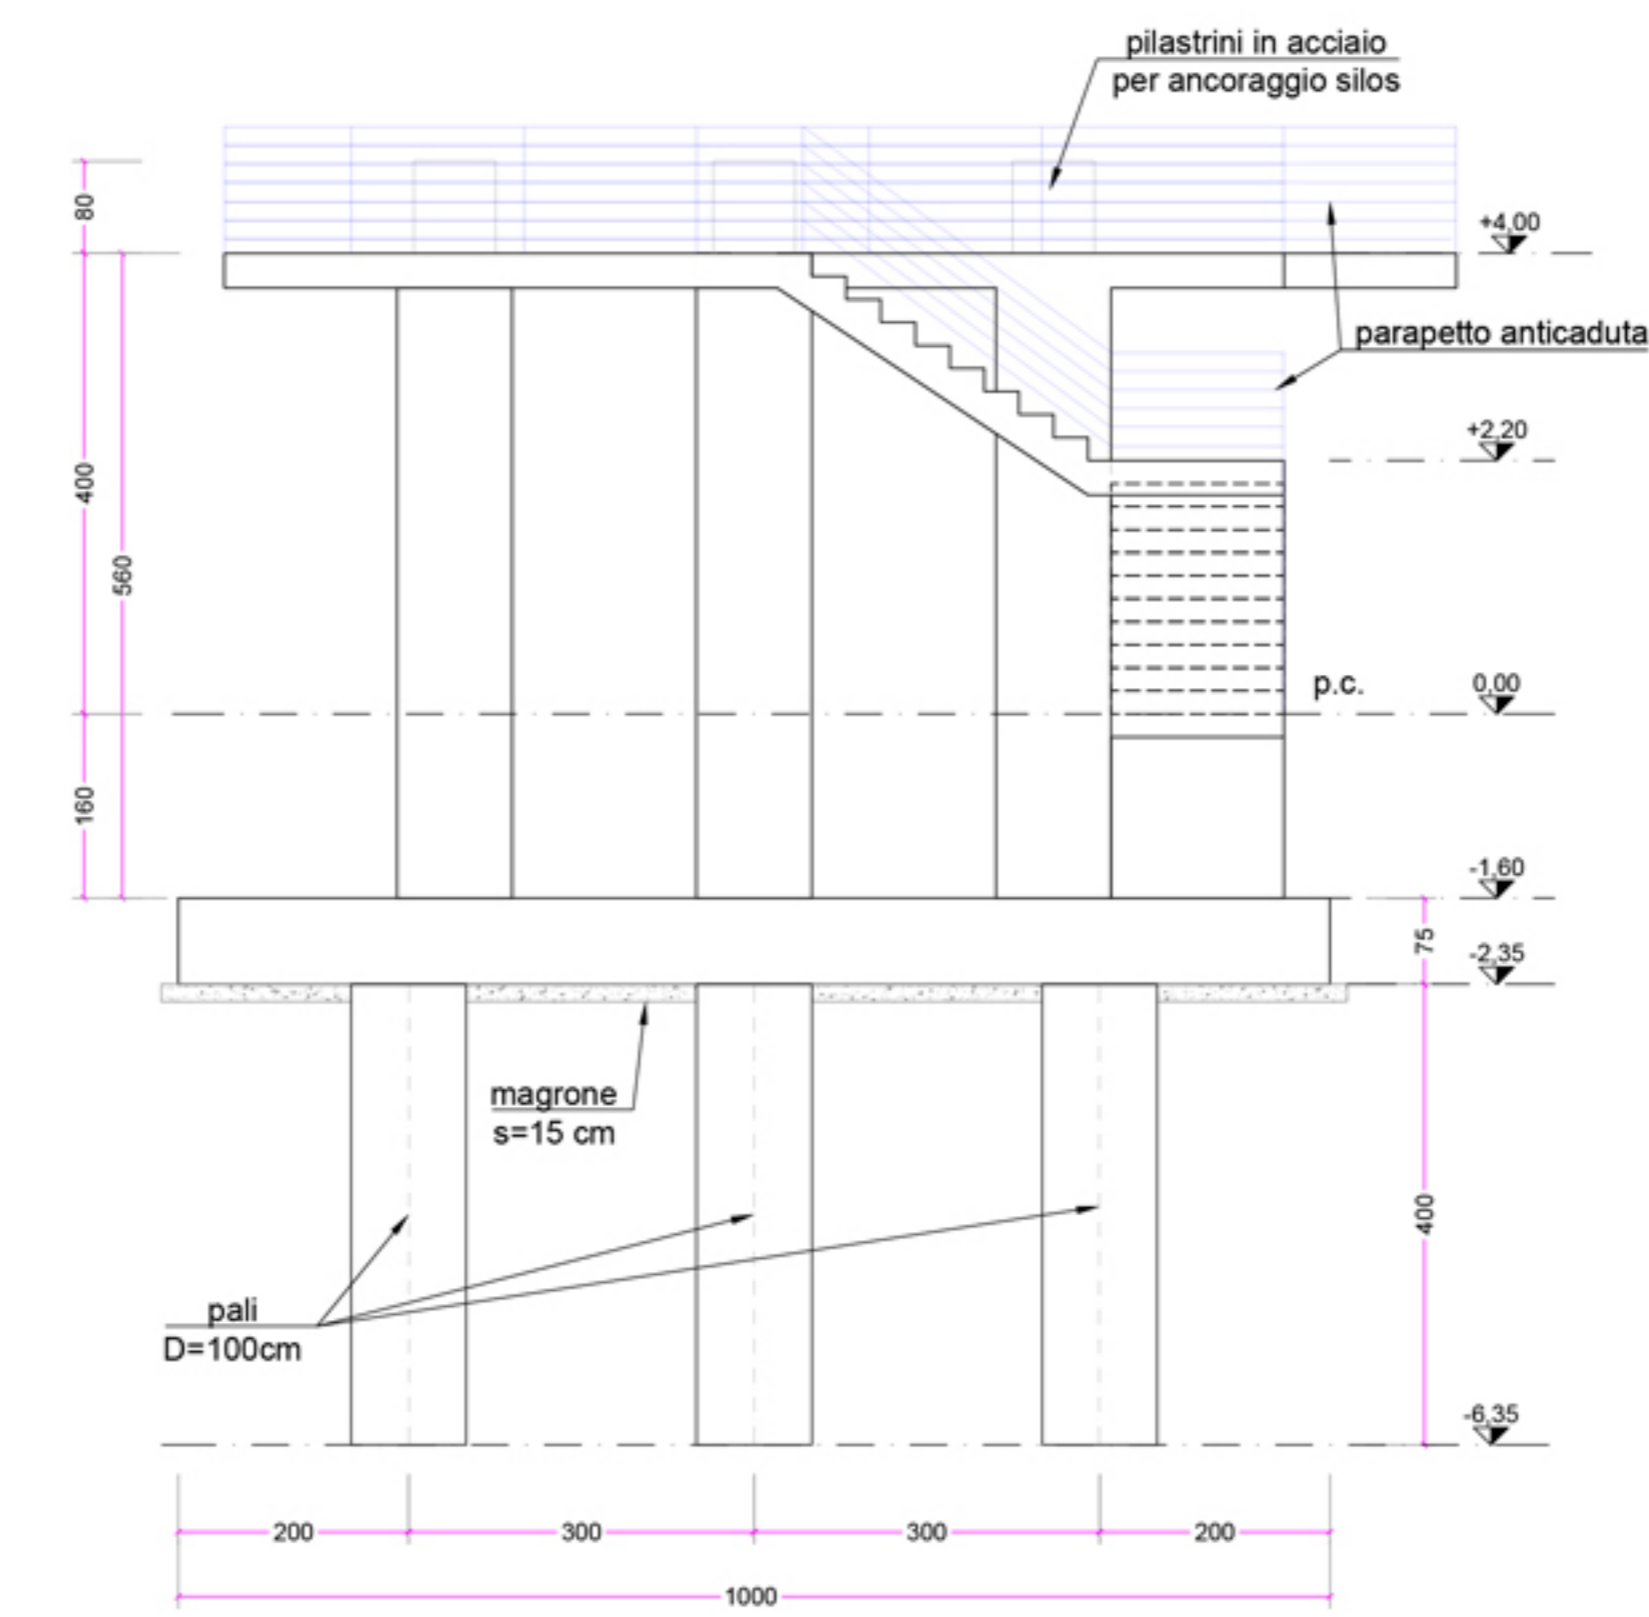 pilastrini in acciaio
per ancoraggio silos
80
+4,00
parapetto anticaduta
+2,20
400
560
p.c.
0,00
160
-1,60
75
-2,35
magrone
s=15 cm
400
pali
D=100cm
-6,35
200
300
300
200
1000